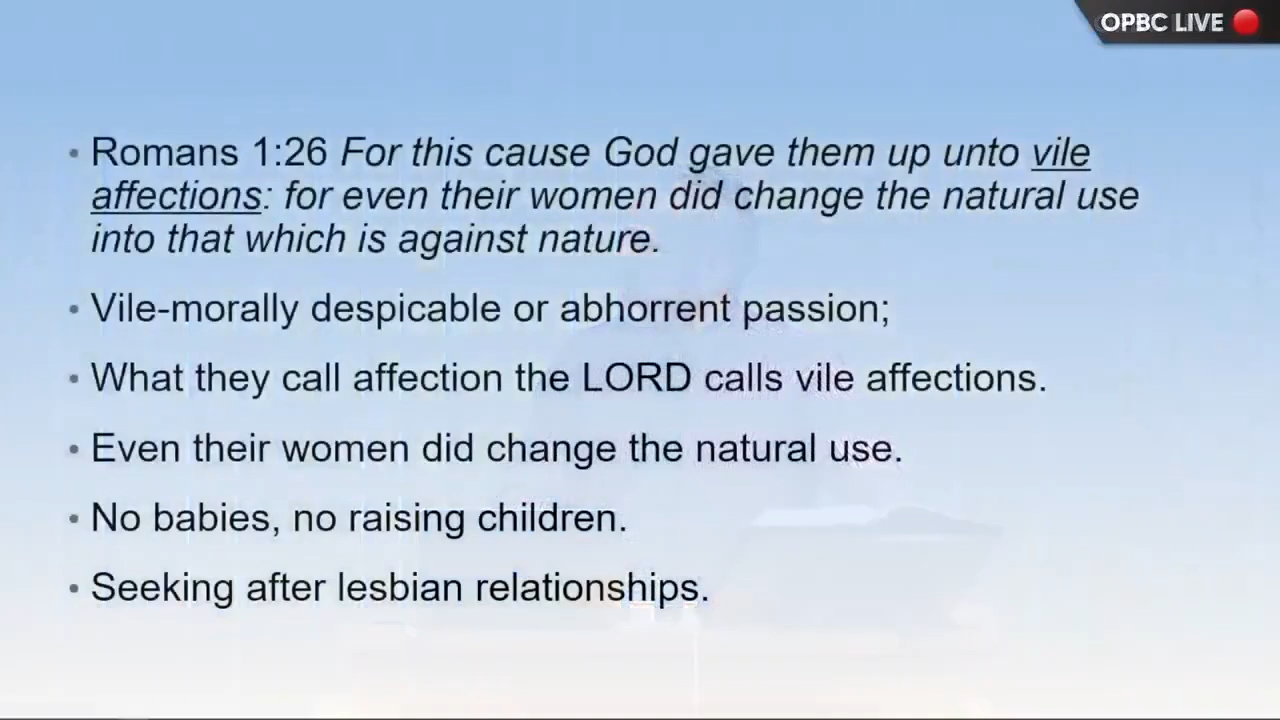 OPBC LIVE
• Romans 1:26 For this cause God gave them up unto vile
affections: for even their women did change the natural use
into that which is against nature.
• Vile-morally despicable or abhorrent passion;
• What they call affection the LORD calls vile affections.
• Even their women did change the natural use.
• No babies, no raising children.
• Seeking after lesbian relationships.